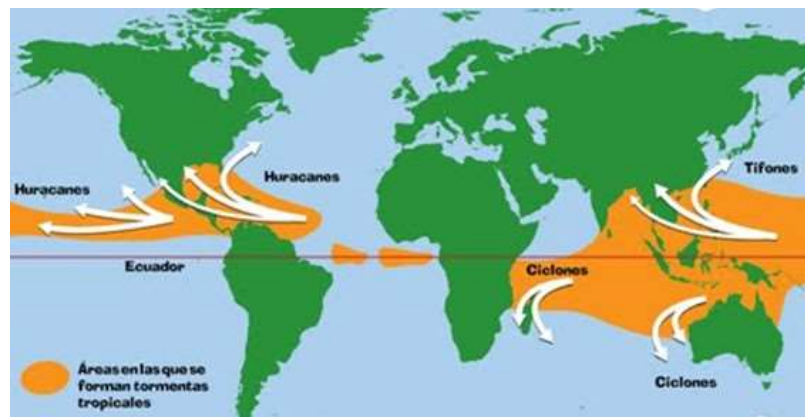 Huracanes
Huracanes
Tifones
Ecuador
Ciclones
Áreas en las que se
forman tormentas
tropicales
Ciclones